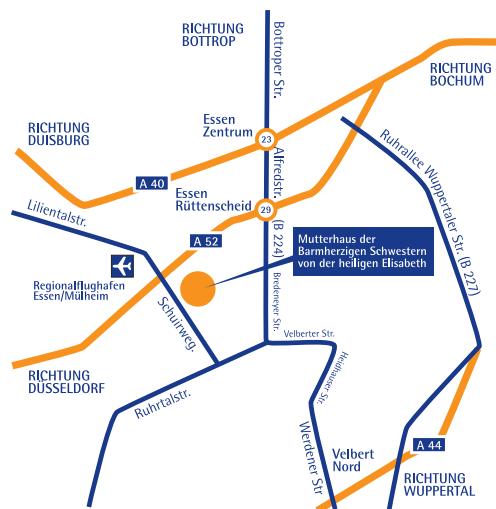 RICHTUNG
BOTTROP
Bottroper Str.
RICHTUNG
BOCHUM
Essen
Zentrum
23
RICHTUNG
DUISBURG
A 40
Alfredstr. (B 224)
Ruhrallee Wuppertaler Str. (B 227)
Essen
Rüttenscheid
29
Lilientalstr.
A 52
Mutterhaus der
Barmherzigen Schwestern
von der heiligen Elisabeth
Regionalflughafen
Essen/Mülheim
Schuirweg.
Bredeneyer Str.
Velberter Str.
Heidhauser Str.
RICHTUNG
DÜSSELDORF
Ruhrtalstr.
Werdener Str
Velbert
Nord
A 44
RICHTUNG
WUPPERTAL